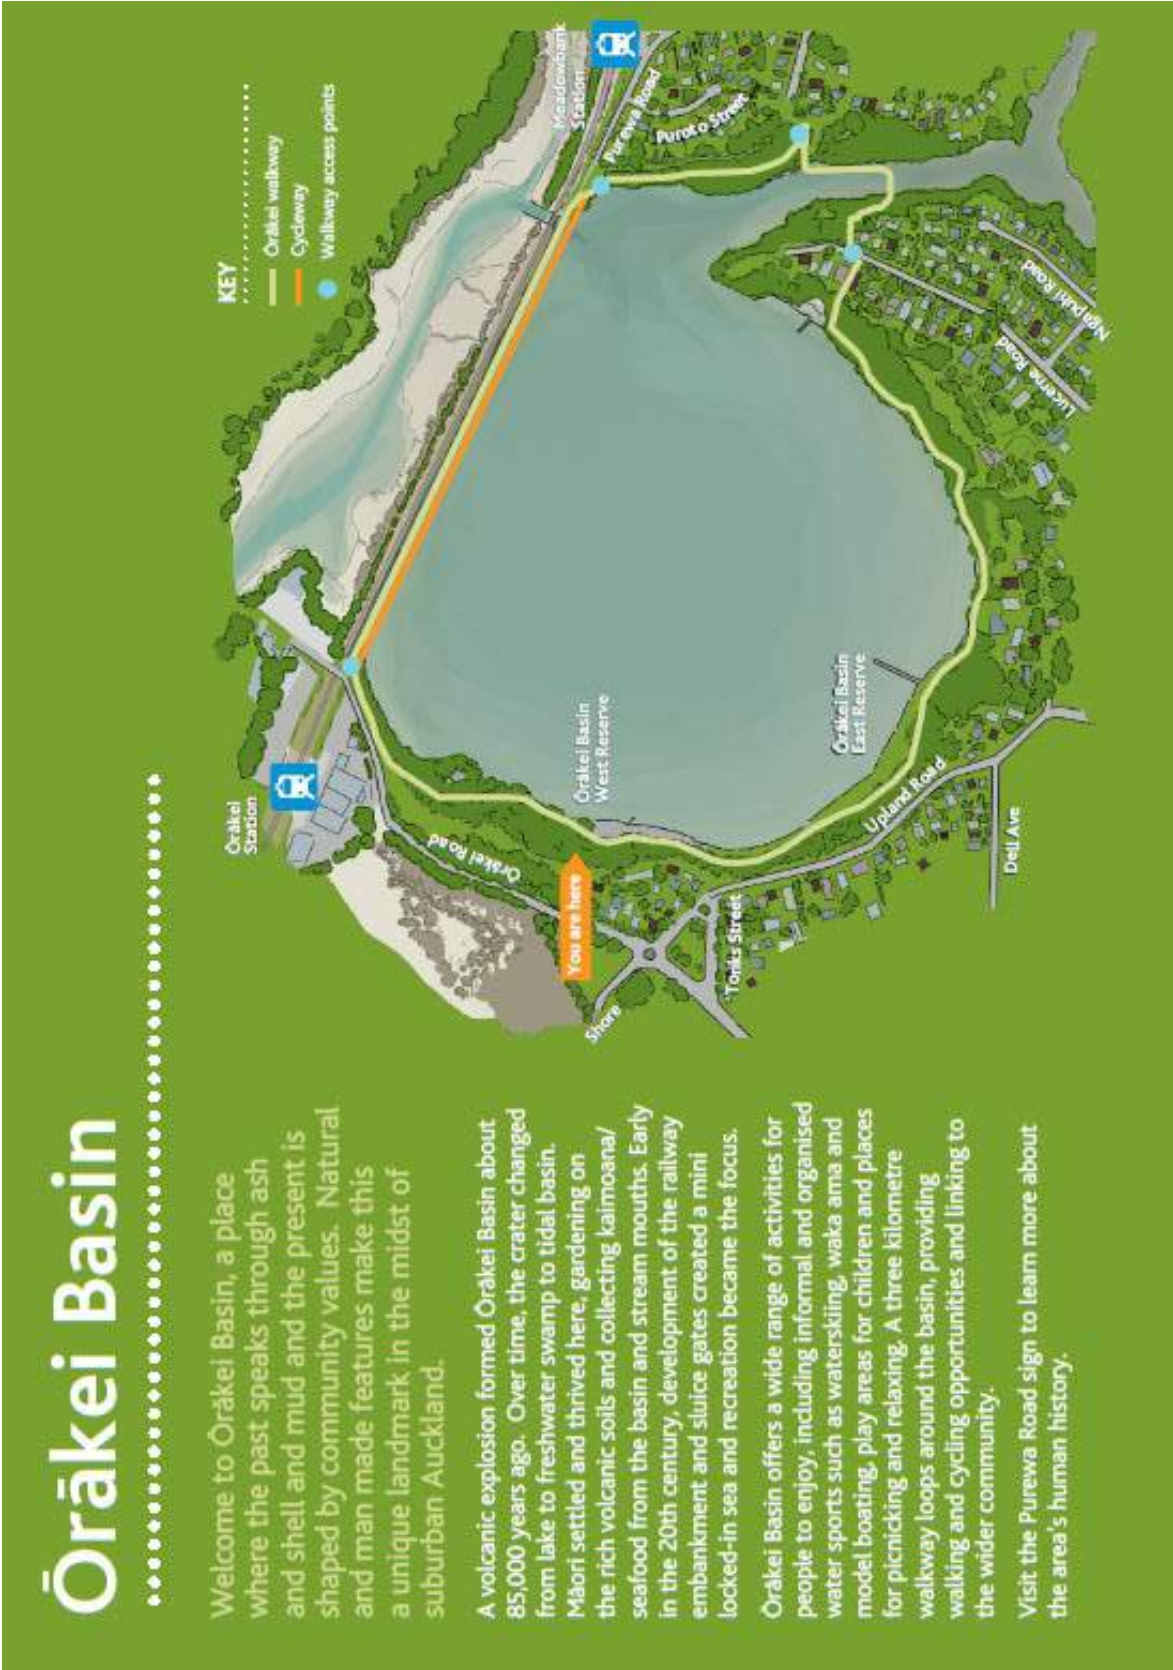 Ōrākei Basin
Welcome to Ōrākei Basin, a place
where the past speaks through ash
and shell and mud and the present is
shaped by community values. Natural
and man made features make this
a unique landmark in the midst of
suburban Auckland.
A volcanic explosion formed Ōrākei Basin about
85,000 years ago. Over time, the crater changed
from lake to freshwater swamp to tidal basin.
Māori settled and thrived here, gardening on
the rich volcanic soils and collecting kaimoana/
seafood from the basin and stream mouths. Early
in the 20th century, development of the railway
embankment and sluice gates created a mini
locked-in sea and recreation became the focus.
Ōrākei Basin offers a wide range of activities for
people to enjoy, including informal and organised
water sports such as waterskiing, waka ama and
model boating, play areas for children and places
for picnicking and relaxing. A three kilometre
walkway loops around the basin, providing
walking and cycling opportunities and linking to
the wider community.
Visit the Purewa Road sign to learn more about
the area's human history.
KEY
Ōrākei walkway
Cycleway
Walkway access points
Ōrākei
Station
Meadowbank
Station
Purewa Road
Puroto Street
Ōrākei Road
Ōrākei Basin
West Reserve
You are here
Shore
Tonks Street
Ōrākei Basin
East Reserve
Upland Road
Dell Ave
Lucerne Road
Ngapuhi Road